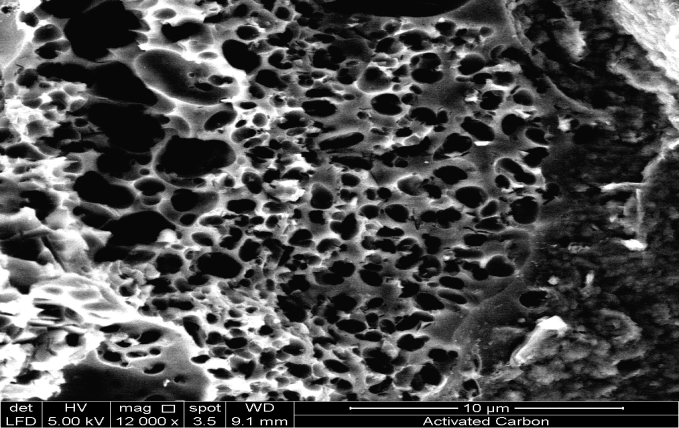 det HV mag □ spot WD 10 µm
LFD 5.00 kV 12 000 x 3.5 9.1 mm Activated Carbon